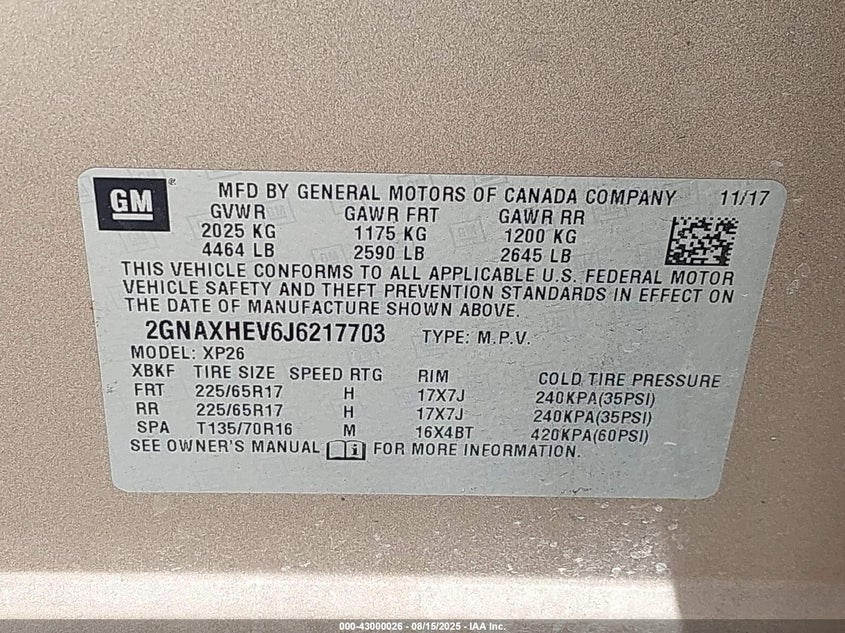 GM ®
MFD BY GENERAL MOTORS OF CANADA COMPANY 11/17
GVWR GAWR FRT GAWR RR
2025 KG 1175 KG 1200 KG
4464 LB 2590 LB 2645 LB
THIS VEHICLE CONFORMS TO ALL APPLICABLE U.S. FEDERAL MOTOR
VEHICLE SAFETY AND THEFT PREVENTION STANDARDS IN EFFECT ON
THE DATE OF MANUFACTURE SHOWN ABOVE.
2GNAXHEV6J6217703 TYPE: M.P.V.
MODEL: XP26
XBKF TIRE SIZE SPEED RTG RIM COLD TIRE PRESSURE
FRT 225/65R17 H 17X7J 240KPA(35PSI)
RR 225/65R17 H 17X7J 240KPA(35PSI)
SPA T135/70R16 M 16X4BT 420KPA(60PSI)
SEE OWNER'S MANUAL i FOR MORE INFORMATION.
000-43000026 - 08/15/2025 - IAA Inc.